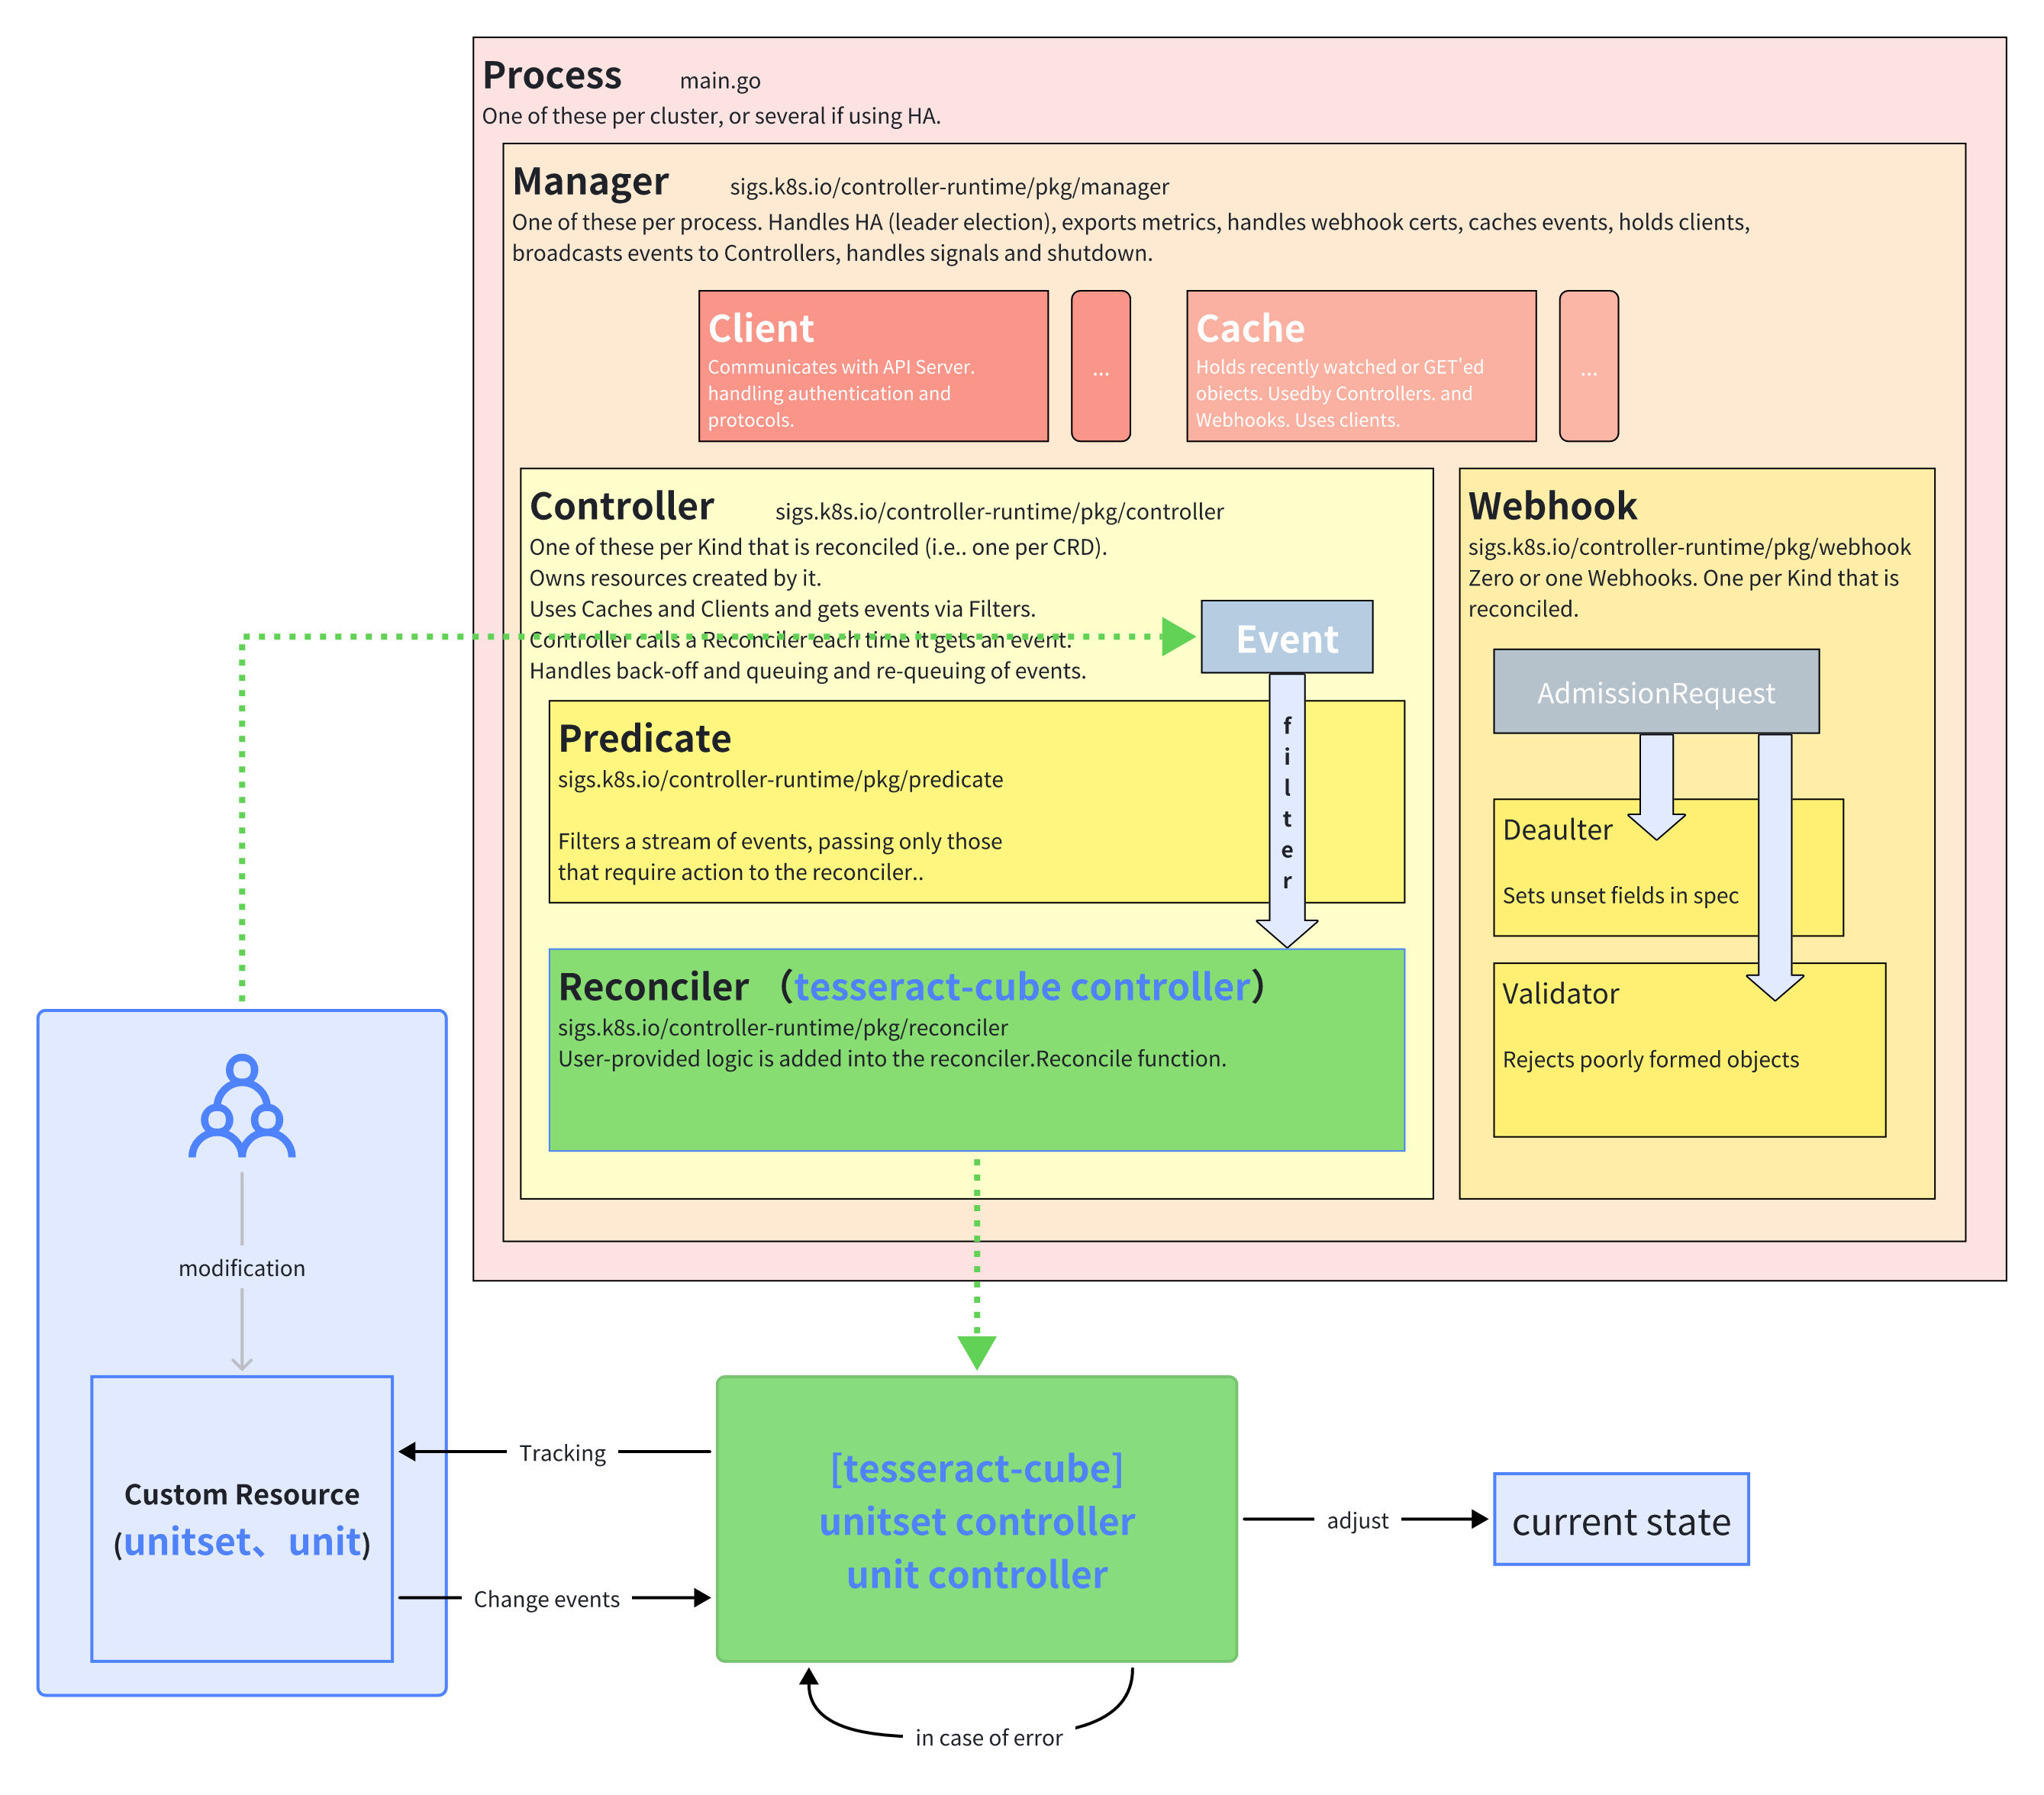 Process main.go
One of these per cluster, or several if using HA.
Manager sigs.k8s.io/controller-runtime/pkg/manager
One of these per process. Handles HA (leader election), exports metrics, handles webhook certs, caches events, holds clients,
broadcasts events to Controllers, handles signals and shutdown.
Client
Communicates with API Server.
handling authentication and
protocols.
...
Cache
Holds recently watched or GET'ed
obiects. Usedby Controllers. and
Webhooks. Uses clients.
...
Controller sigs.k8s.io/controller-runtime/pkg/controller
One of these per Kind that is reconciled (i.e.. one per CRD).
Owns resources created by it.
Uses Caches and Clients and gets events via Filters.
Controller calls a Reconciler each time it gets an event.
Handles back-off and queuing and re-queuing of events.
Event
filter
Predicate
sigs.k8s.io/controller-runtime/pkg/predicate
Filters a stream of events, passing only those
that require action to the reconciler..
Reconciler （tesseract-cube controller）
sigs.k8s.io/controller-runtime/pkg/reconciler
User-provided logic is added into the reconciler.Reconcile function.
Webhook
sigs.k8s.io/controller-runtime/pkg/webhook
Zero or one Webhooks. One per Kind that is
reconciled.
AdmissionRequest
Deaulter
Sets unset fields in spec
Validator
Rejects poorly formed objects
modification
Custom Resource
(unitset、unit)
Tracking
Change events
[tesseract-cube]
unitset controller
unit controller
adjust
current state
in case of error